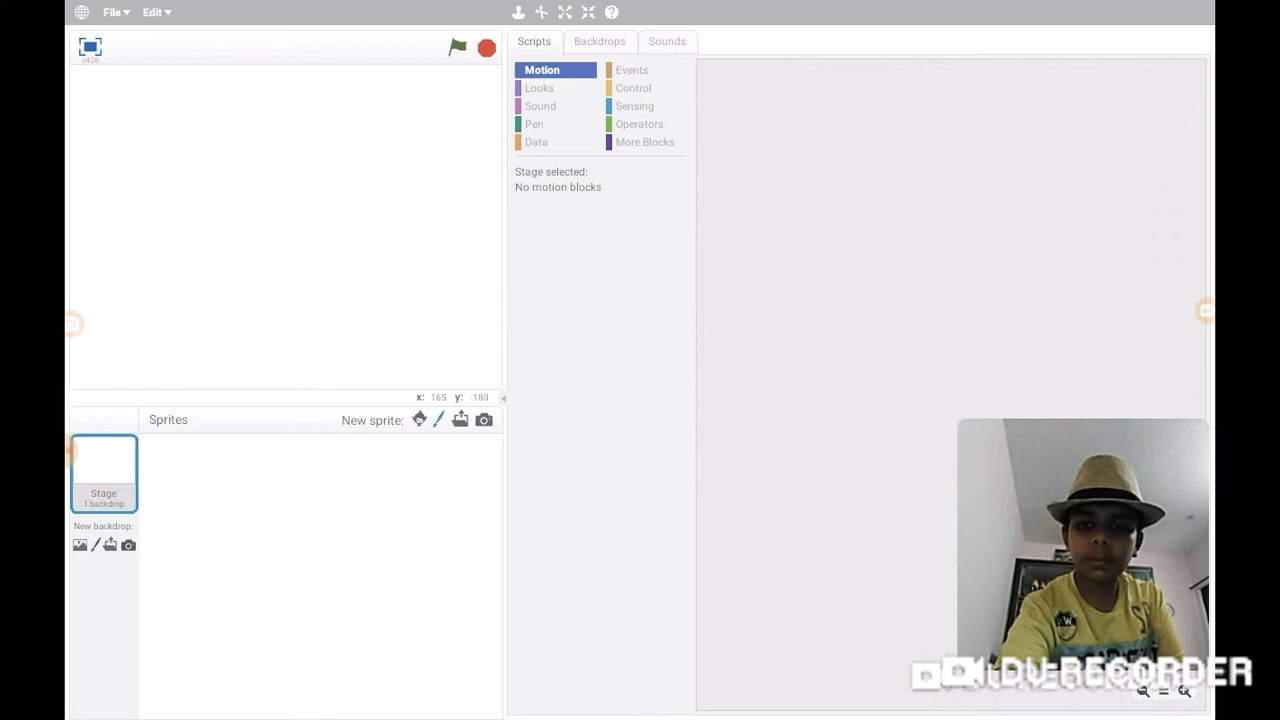 File Edit
v426
Scripts Backdrops Sounds
Motion Events
Looks Control
Sound Sensing
Pen Operators
Data More Blocks
Stage selected:
No motion blocks
x: 165 y: -180
Sprites New sprite:
Stage
1 backdrop
New backdrop:
W
DU RECORDER